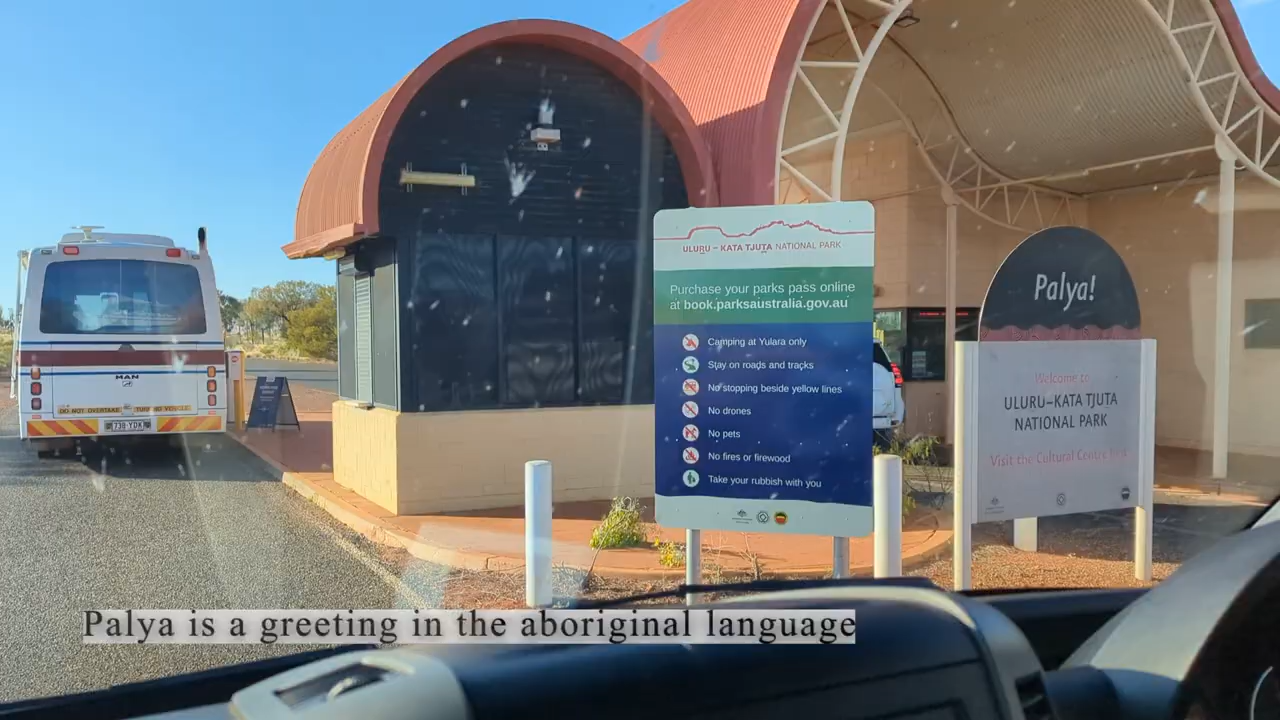 ULURU – KATA TJUTA NATIONAL PARK
Purchase your parks pass online
at book.parksaustralia.gov.au
Camping at Yulara only
Stay on roads and tracks
No stopping beside yellow lines
No drones
No pets
No fires or firewood
Take your rubbish with you
Palya!
Welcome to
ULURU–KATA TJUTA
NATIONAL PARK
Visit the Cultural Centre first
MAN
DO NOT OVERTAKE TURNING VEHICLE
Palya is a greeting in the aboriginal language